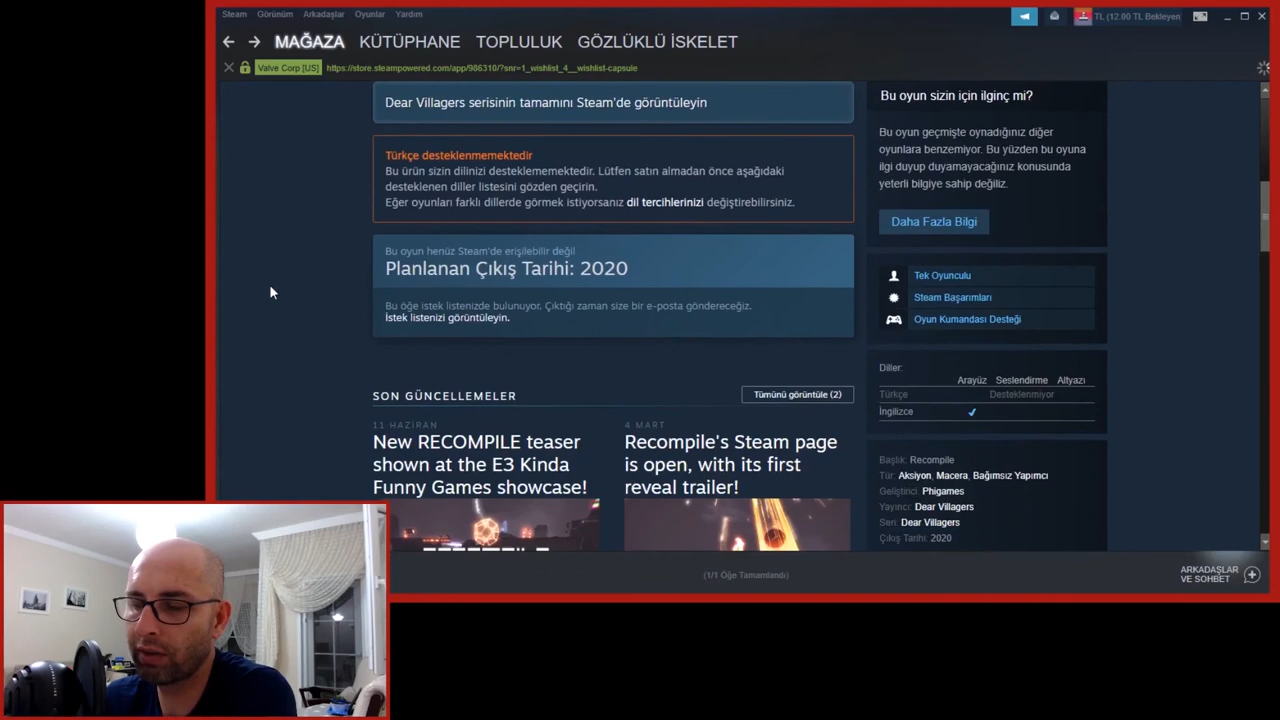 Steam Görünüm Arkadaşlar Oyunlar Yardım
TL (12.00 TL Bekleyen
MAĞAZA KÜTÜPHANE TOPLULUK GÖZLÜKLÜ İSKELET
Valve Corp [US] https://store.steampowered.com/app/986310/?snr=1_wishlist_4__wishlist-capsule
Dear Villagers serisinin tamamını Steam'de görüntüleyin
Türkçe desteklenmemektedir
Bu ürün sizin dilinizi desteklememektedir. Lütfen satın almadan önce aşağıdaki
desteklenen diller listesini gözden geçirin.
Eğer oyunları farklı dillerde görmek istiyorsanız dil tercihlerinizi değiştirebilirsiniz.
Bu oyun henüz Steam'de erişilebilir değil
Planlanan Çıkış Tarihi: 2020
Bu öğe istek listenizde bulunuyor. Çıktığı zaman size bir e-posta göndereceğiz.
İstek listenizi görüntüleyin.
SON GÜNCELLEMELER
Tümünü görüntüle (2)
11 HAZİRAN
New RECOMPILE teaser
shown at the E3 Kinda
Funny Games showcase!
4 MART
Recompile's Steam page
is open, with its first
reveal trailer!
Bu oyun sizin için ilginç mi?
Bu oyun geçmişte oynadığınız diğer
oyunlara benzemiyor. Bu yüzden bu oyuna
ilgi duyup duyamayacağınız konusunda
yeterli bilgiye sahip değiliz.
Daha Fazla Bilgi
Tek Oyunculu
Steam Başarımları
Oyun Kumandası Desteği
Diller:
Arayüz Seslendirme Altyazı
Türkçe Desteklenmiyor
İngilizce ✔
Başlık: Recompile
Tür: Aksiyon, Macera, Bağımsız Yapımcı
Geliştirici: Phigames
Yayıncı: Dear Villagers
Seri: Dear Villagers
Çıkış Tarihi: 2020
(1/1 Öğe Tamamlandı)
ARKADAŞLAR
VE SOHBET